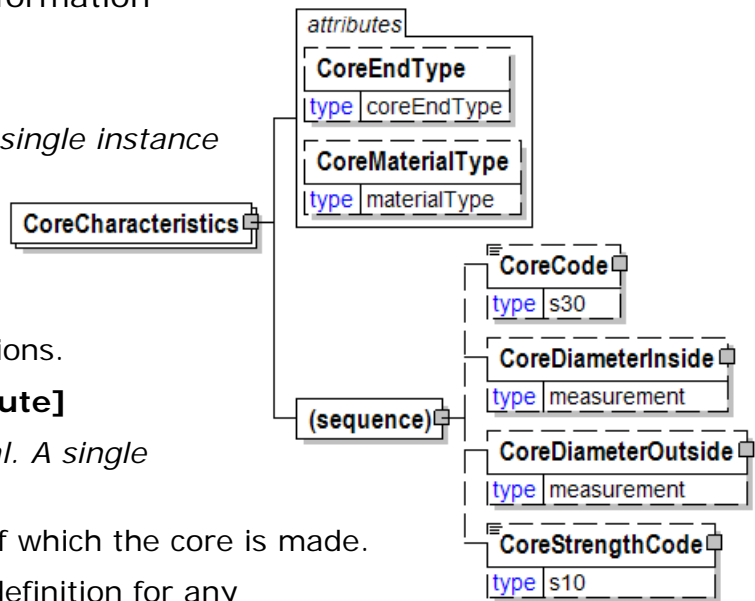 ormation
single instance
ions.
ute]
l. A single
f which the core is made.
definition for any
attributes
CoreEndType
type coreEndType
CoreMaterialType
type materialType
CoreCharacteristics
(sequence)
CoreCode
type s30
CoreDiameterInside
type measurement
CoreDiameterOutside
type measurement
CoreStrengthCode
type s10